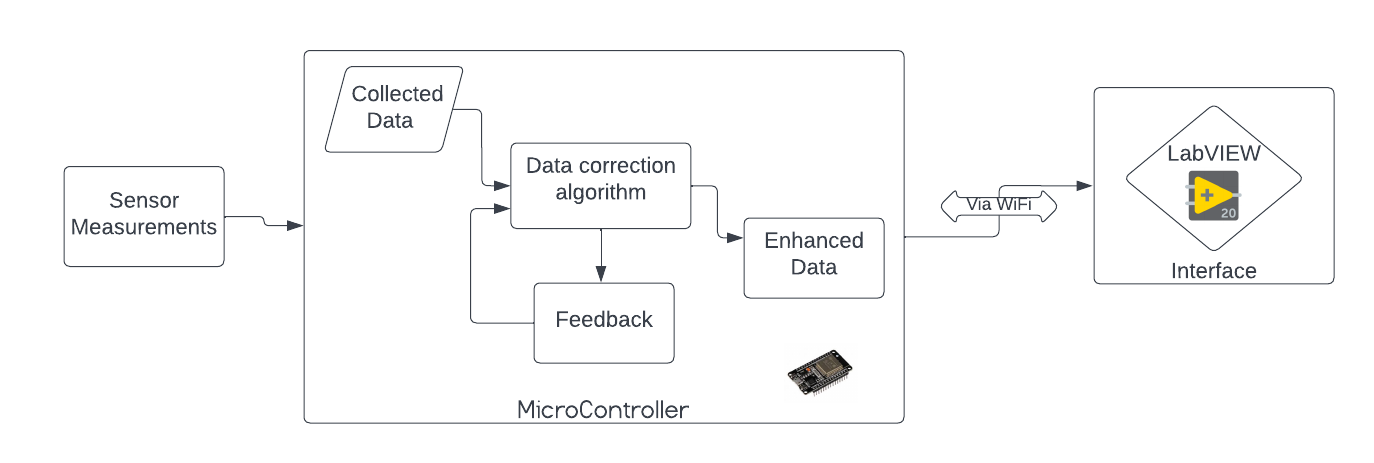 Sensor
Measurements
Collected
Data
Data correction
algorithm
Feedback
Enhanced
Data
MicroController
Via WiFi
LabVIEW
20
Interface